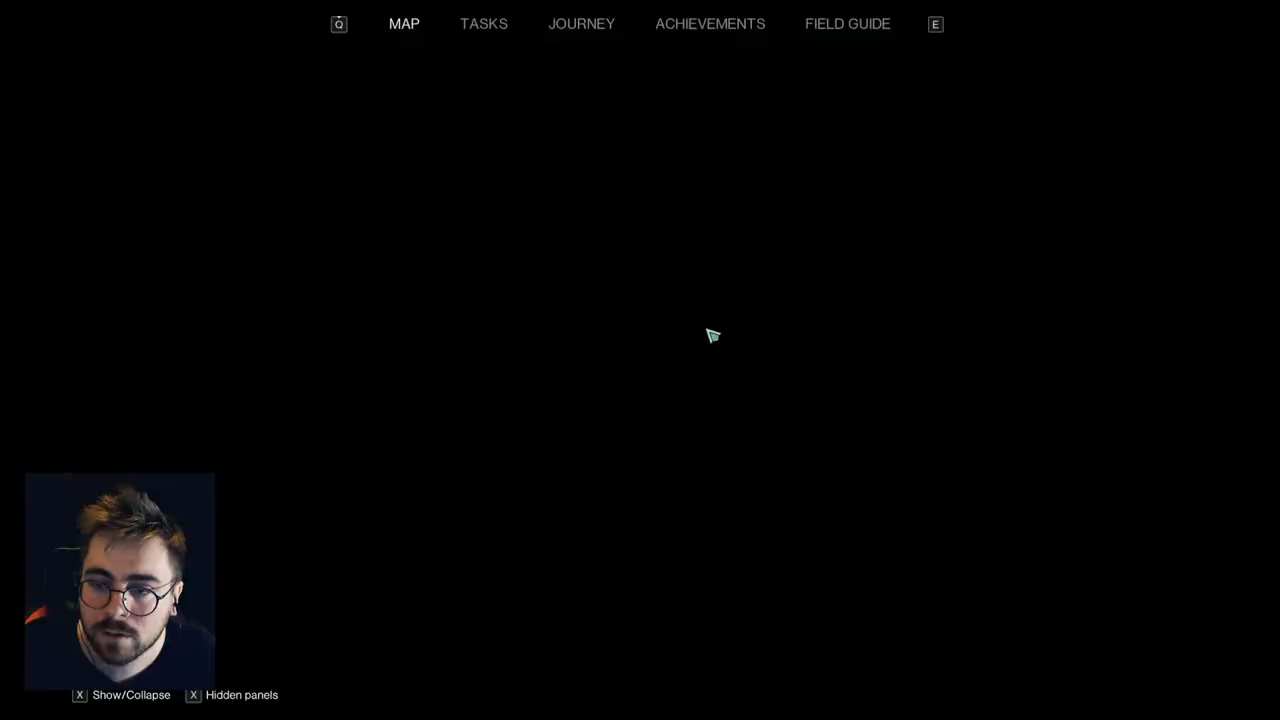 Q MAP TASKS JOURNEY ACHIEVEMENTS FIELD GUIDE E
X Show/Collapse X Hidden panels